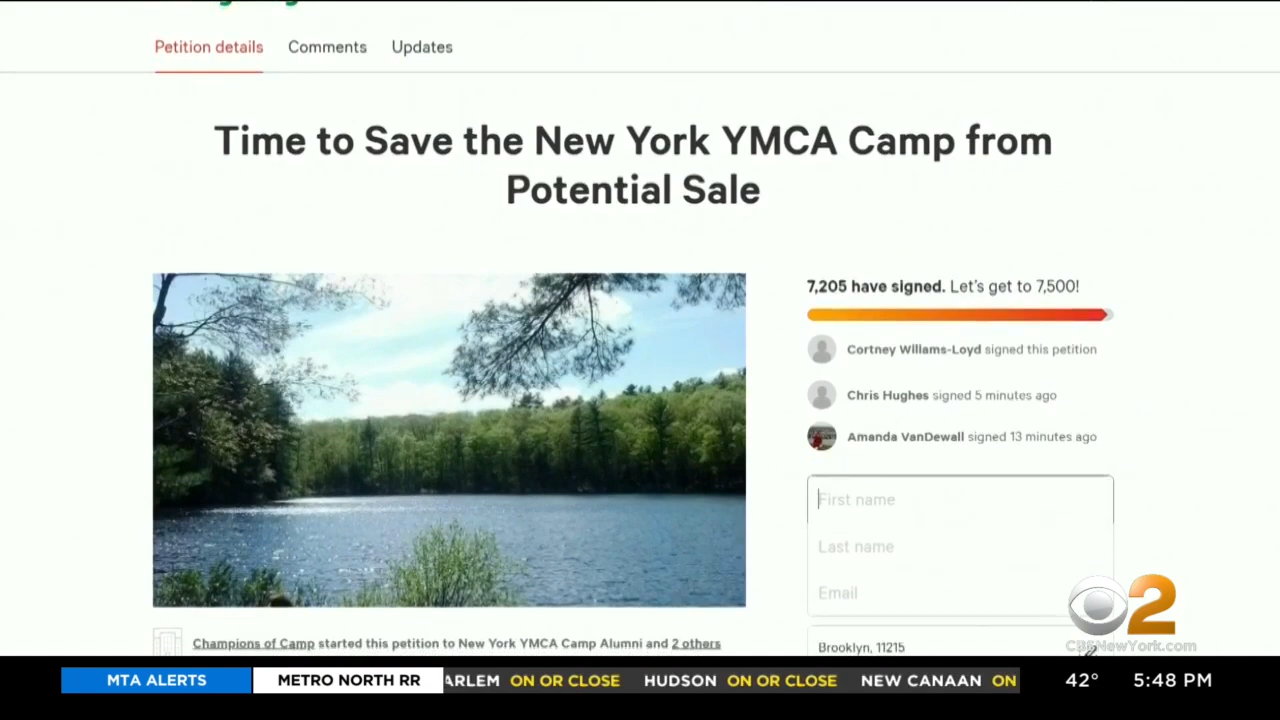 Petition details Comments Updates
Time to Save the New York YMCA Camp from
Potential Sale
7,205 have signed. Let's get to 7,500!
Cortney Willams-Loyd signed this petition
Chris Hughes signed 5 minutes ago
Amanda VanDewall signed 13 minutes ago
First name
Last name
Email
Champions of Camp started this petition to New York YMCA Camp Alumni and 2 others
Brooklyn, 11215
2
CBSNewYork.com
MTA ALERTS METRO NORTH RR ARLEM ON OR CLOSE HUDSON ON OR CLOSE NEW CANAAN ON 42° 5:48 PM